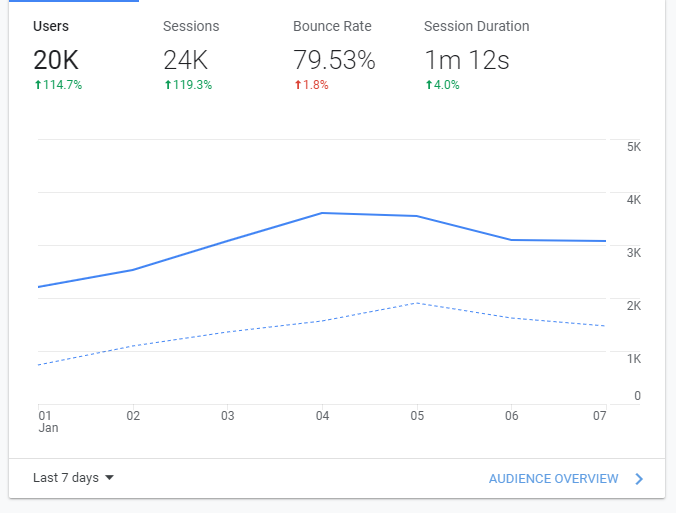 Users Sessions Bounce Rate Session Duration
20K 24K 79.53% 1m 12s
↑114.7% ↑119.3% ↑1.8% ↑4.0%
5K
4K
3K
2K
1K
0
01 02 03 04 05 06 07
Jan
Last 7 days AUDIENCE OVERVIEW